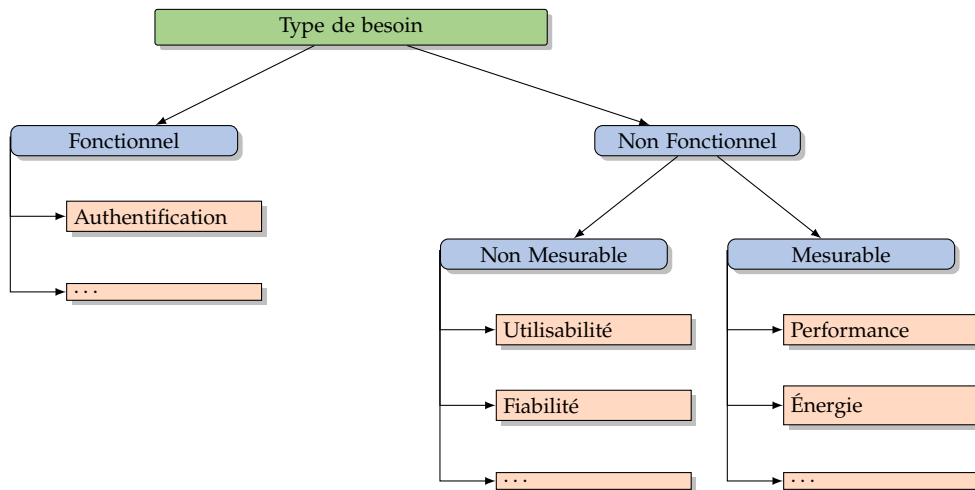 Type de besoin
Fonctionnel
Non Fonctionnel
Authentification
...
Non Mesurable
Mesurable
Utilisabilité
Performance
Fiabilité
Énergie
...
...